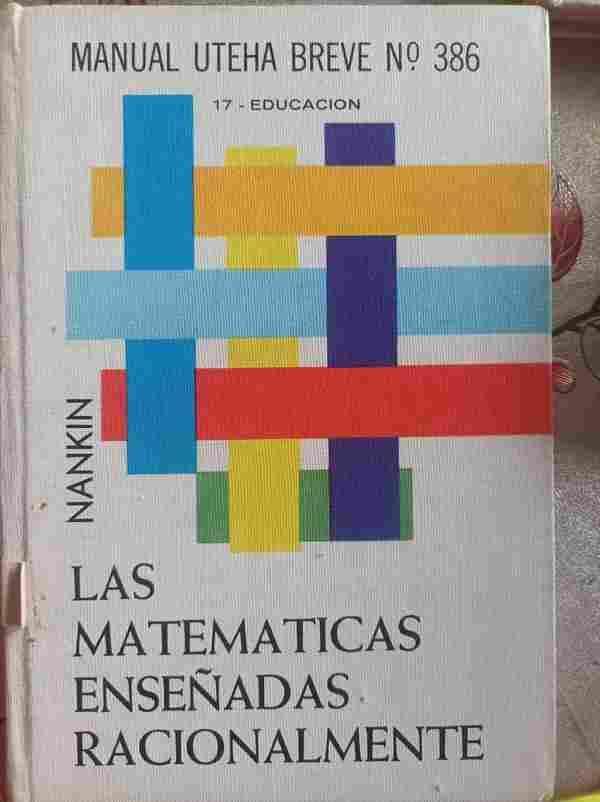 MANUAL UTEHA BREVE Nº 386
17 - EDUCACION
NANKIN
LAS
MATEMATICAS
ENSEÑADAS
RACIONALMENTE